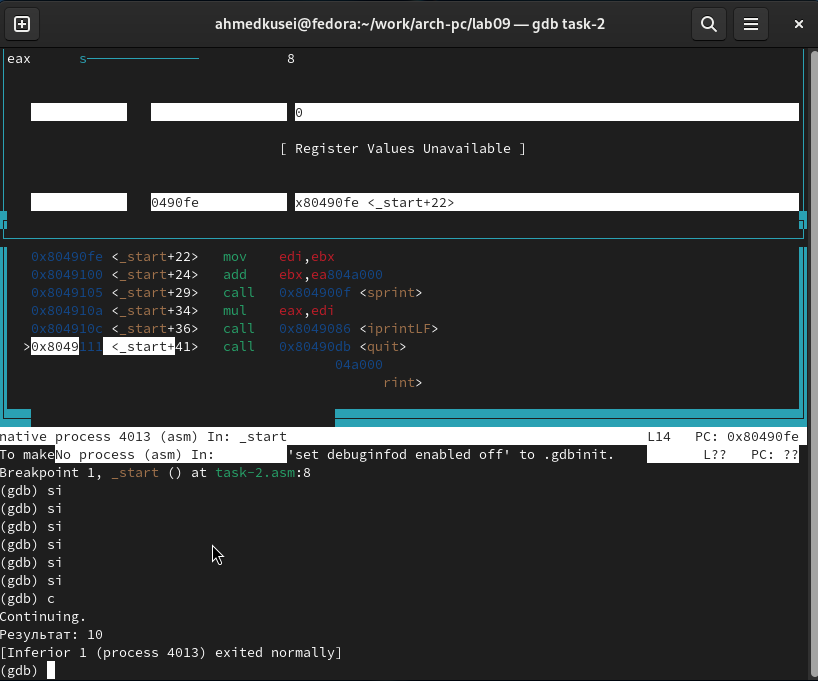 ahmedkusei@fedora:~/work/arch-pc/lab09 — gdb task-2
eax s 8
0
[ Register Values Unavailable ]
0490fe x80490fe <_start+22>
0x80490fe <_start+22> mov edi,ebx
0x8049100 <_start+24> add ebx,ea804a000
0x8049105 <_start+29> call 0x804900f <sprint>
0x804910a <_start+34> mul eax,edi
0x804910c <_start+36> call 0x8049086 <iprintLF>
>0x8049111 <_start+41> call 0x80490db <quit>
04a000
rint>
native process 4013 (asm) In: _start L14 PC: 0x80490fe
To makeNo process (asm) In: 'set debuginfod enabled off' to .gdbinit. L?? PC: ??
Breakpoint 1, _start () at task-2.asm:8
(gdb) si
(gdb) si
(gdb) si
(gdb) si
(gdb) si
(gdb) si
(gdb) c
Continuing.
Результат: 10
[Inferior 1 (process 4013) exited normally]
(gdb)